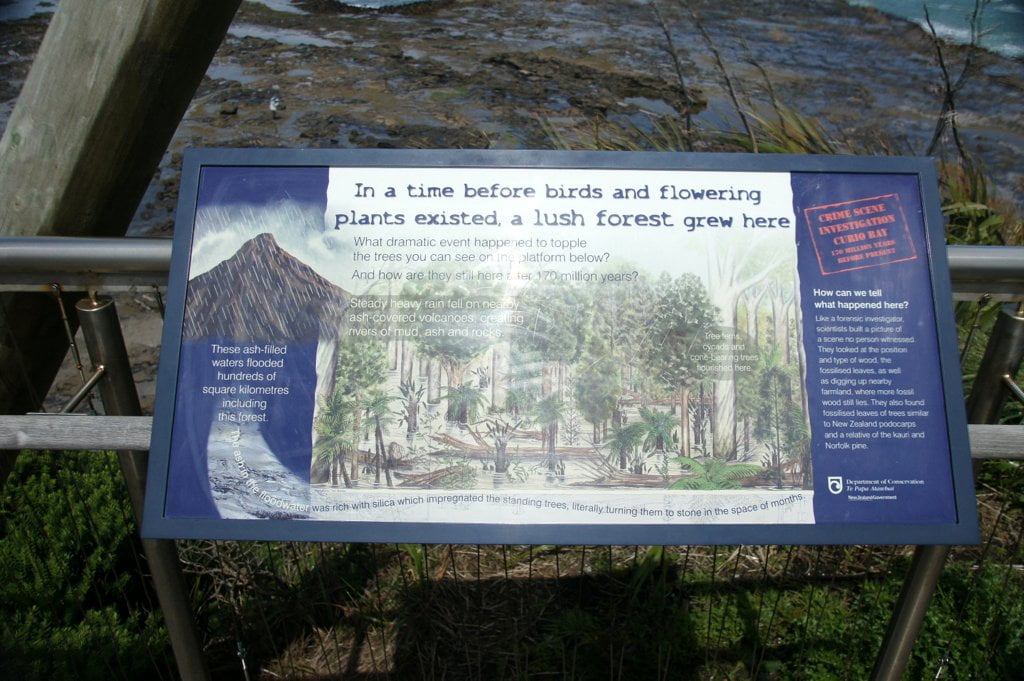 In a time before birds and flowering
plants existed, a lush forest grew here
What dramatic event happened to topple
the trees you can see on the platform below?
And how are they still here after 170 million years?
Steady heavy rain fell on nearby
ash-covered volcanoes, creating
rivers of mud, ash and rocks.
These ash-filled
waters flooded
hundreds of
square kilometres
including
this forest.
Tree ferns,
cycads and
cone-bearing trees
flourished here.
The ash in the floodwater was rich with silica which impregnated the standing trees, literally turning them to stone in the space of months.
CRIME SCENE
INVESTIGATION
CURIO BAY
170 MILLION YEARS
BEFORE PRESENT
How can we tell
what happened here?
Like a forensic investigator,
scientists built a picture of
a scene no person witnessed.
They looked at the position
and type of wood, the
fossilised leaves, as well
as digging up nearby
farmland, where more fossil
wood still lies. They also found
fossilised leaves of trees similar
to New Zealand podocarps
and a relative of the kauri and
Norfolk pine.
Department of Conservation
Te Papa Atawhai
New Zealand Government